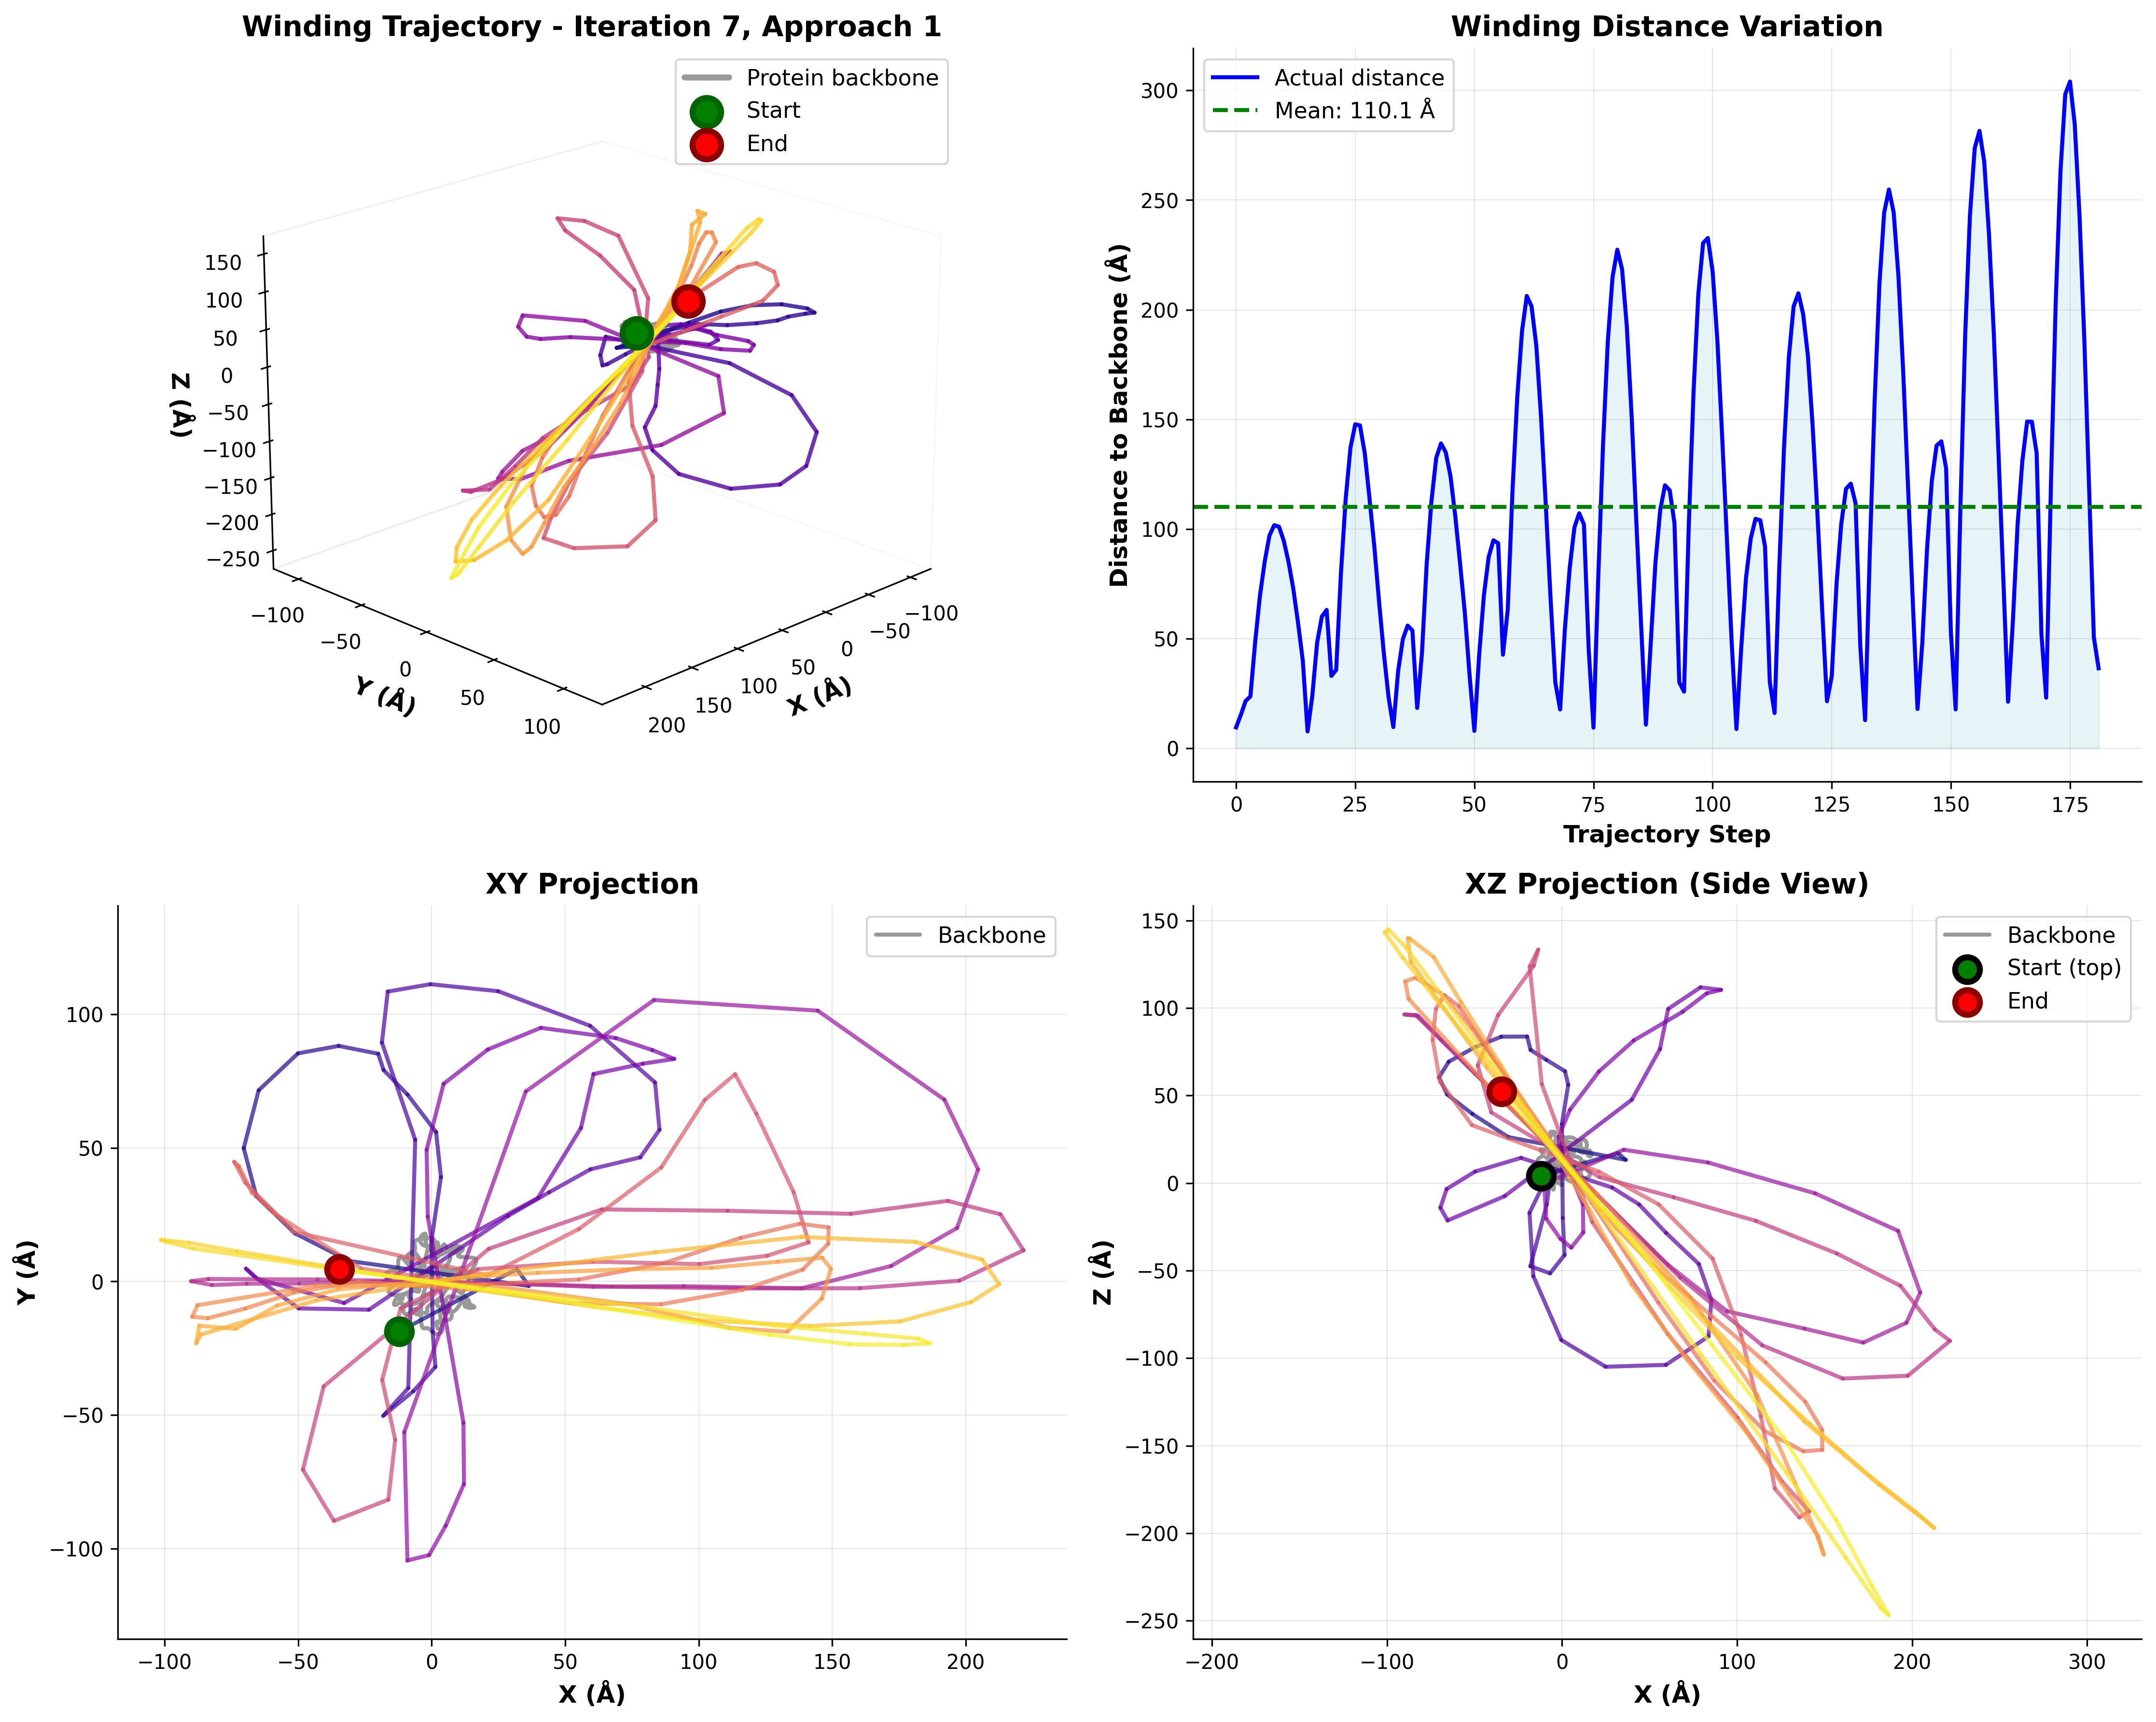 Winding Trajectory - Iteration 7, Approach 1
Protein backbone
Start
End
150
100
50
0
−50
−100
−150
−200
−250
Z (Å)
−100
−50
0
50
100
Y (Å)
200
150
100
50
0
−50
−100
X (Å)
Winding Distance Variation
Actual distance
Mean: 110.1 Å
300
250
200
150
100
50
0
Distance to Backbone (Å)
0 25 50 75 100 125 150 175
Trajectory Step
XY Projection
Backbone
100
50
0
−50
−100
Y (Å)
−100 −50 0 50 100 150 200
X (Å)
XZ Projection (Side View)
Backbone
Start (top)
End
150
100
50
0
−50
−100
−150
−200
−250
Z (Å)
−200 −100 0 100 200 300
X (Å)